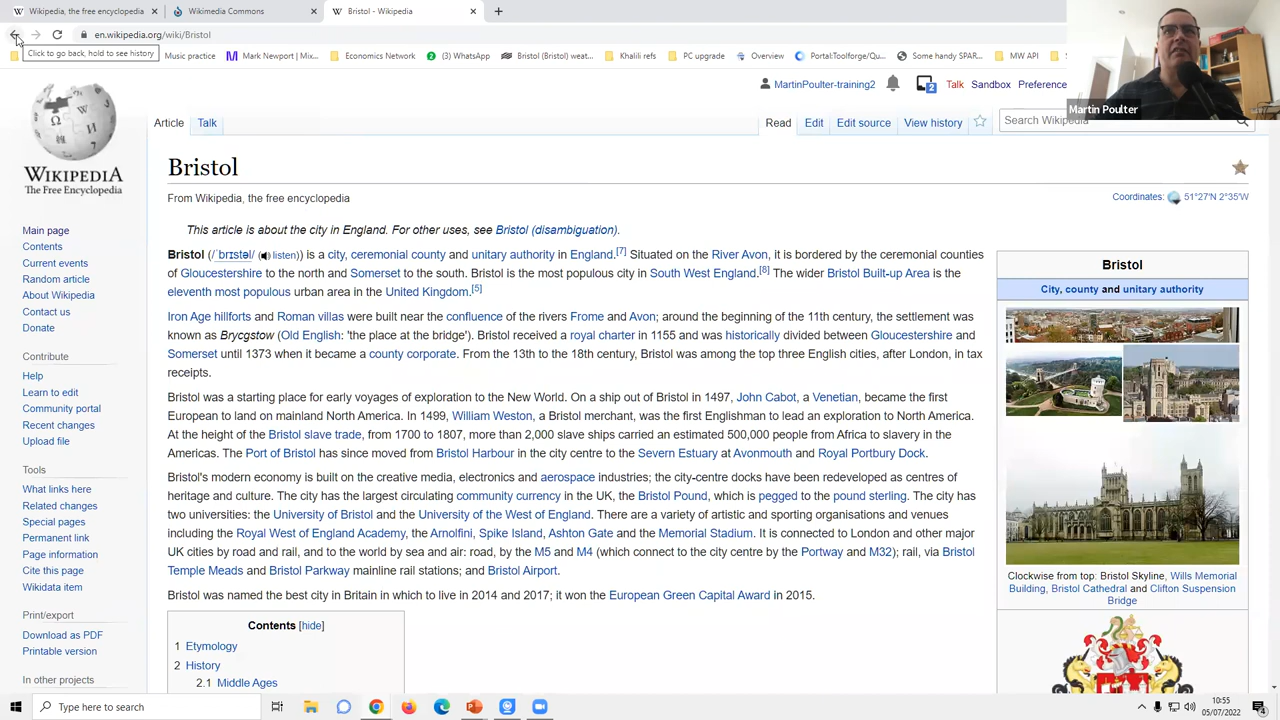 Wikipedia, the free encyclopedia
Wikimedia Commons
Bristol - Wikipedia
en.wikipedia.org/wiki/Bristol
Click to go back, hold to see history
Music practice
Mark Newport | Mix...
Economics Network
(3) WhatsApp
Bristol (Bristol) weat...
Khalili refs
PC upgrade
Overview
Portal:Toolforge/Qu...
Some handy SPAR...
MW API
Martin Poulter
MartinPoulter-training2
2
Talk
Sandbox
Preference
Article
Talk
Read
Edit
Edit source
View history
Search Wikipedia
WIKIPEDIA
The Free Encyclopedia
Main page
Contents
Current events
Random article
About Wikipedia
Contact us
Donate
Contribute
Help
Learn to edit
Community portal
Recent changes
Upload file
Tools
What links here
Related changes
Special pages
Permanent link
Page information
Cite this page
Wikidata item
Print/export
Download as PDF
Printable version
In other projects
Bristol
From Wikipedia, the free encyclopedia
Coordinates: 51°27′N 2°35′W
This article is about the city in England. For other uses, see Bristol (disambiguation).
Bristol (/ˈbrɪstəl/ (listen)) is a city, ceremonial county and unitary authority in England.[7] Situated on the River Avon, it is bordered by the ceremonial counties
of Gloucestershire to the north and Somerset to the south. Bristol is the most populous city in South West England.[8] The wider Bristol Built-up Area is the
eleventh most populous urban area in the United Kingdom.[5]
Iron Age hillforts and Roman villas were built near the confluence of the rivers Frome and Avon; around the beginning of the 11th century, the settlement was
known as Brycgstow (Old English: 'the place at the bridge'). Bristol received a royal charter in 1155 and was historically divided between Gloucestershire and
Somerset until 1373 when it became a county corporate. From the 13th to the 18th century, Bristol was among the top three English cities, after London, in tax
receipts.
Bristol was a starting place for early voyages of exploration to the New World. On a ship out of Bristol in 1497, John Cabot, a Venetian, became the first
European to land on mainland North America. In 1499, William Weston, a Bristol merchant, was the first Englishman to lead an exploration to North America.
At the height of the Bristol slave trade, from 1700 to 1807, more than 2,000 slave ships carried an estimated 500,000 people from Africa to slavery in the
Americas. The Port of Bristol has since moved from Bristol Harbour in the city centre to the Severn Estuary at Avonmouth and Royal Portbury Dock.
Bristol's modern economy is built on the creative media, electronics and aerospace industries; the city-centre docks have been redeveloped as centres of
heritage and culture. The city has the largest circulating community currency in the UK, the Bristol Pound, which is pegged to the pound sterling. The city has
two universities: the University of Bristol and the University of the West of England. There are a variety of artistic and sporting organisations and venues
including the Royal West of England Academy, the Arnolfini, Spike Island, Ashton Gate and the Memorial Stadium. It is connected to London and other major
UK cities by road and rail, and to the world by sea and air: road, by the M5 and M4 (which connect to the city centre by the Portway and M32); rail, via Bristol
Temple Meads and Bristol Parkway mainline rail stations; and Bristol Airport.
Bristol was named the best city in Britain in which to live in 2014 and 2017; it won the European Green Capital Award in 2015.
Contents [hide]
1 Etymology
2 History
2.1 Middle Ages
Bristol
City, county and unitary authority
Clockwise from top: Bristol Skyline, Wills Memorial
Building, Bristol Cathedral and Clifton Suspension
Bridge
Type here to search
10:55
05/07/2022
4